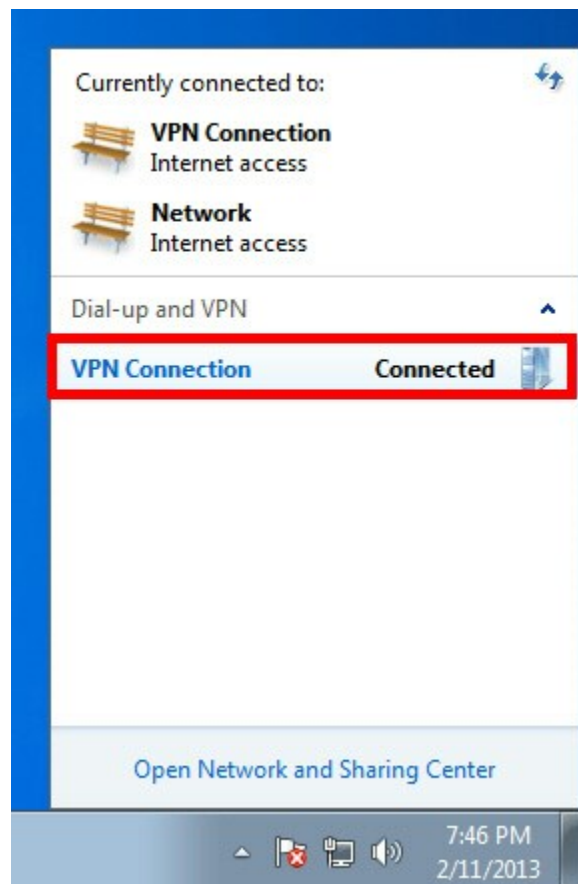 Currently connected to:
VPN Connection
Internet access
Network
Internet access
Dial-up and VPN
VPN Connection Connected
Open Network and Sharing Center
7:46 PM
2/11/2013